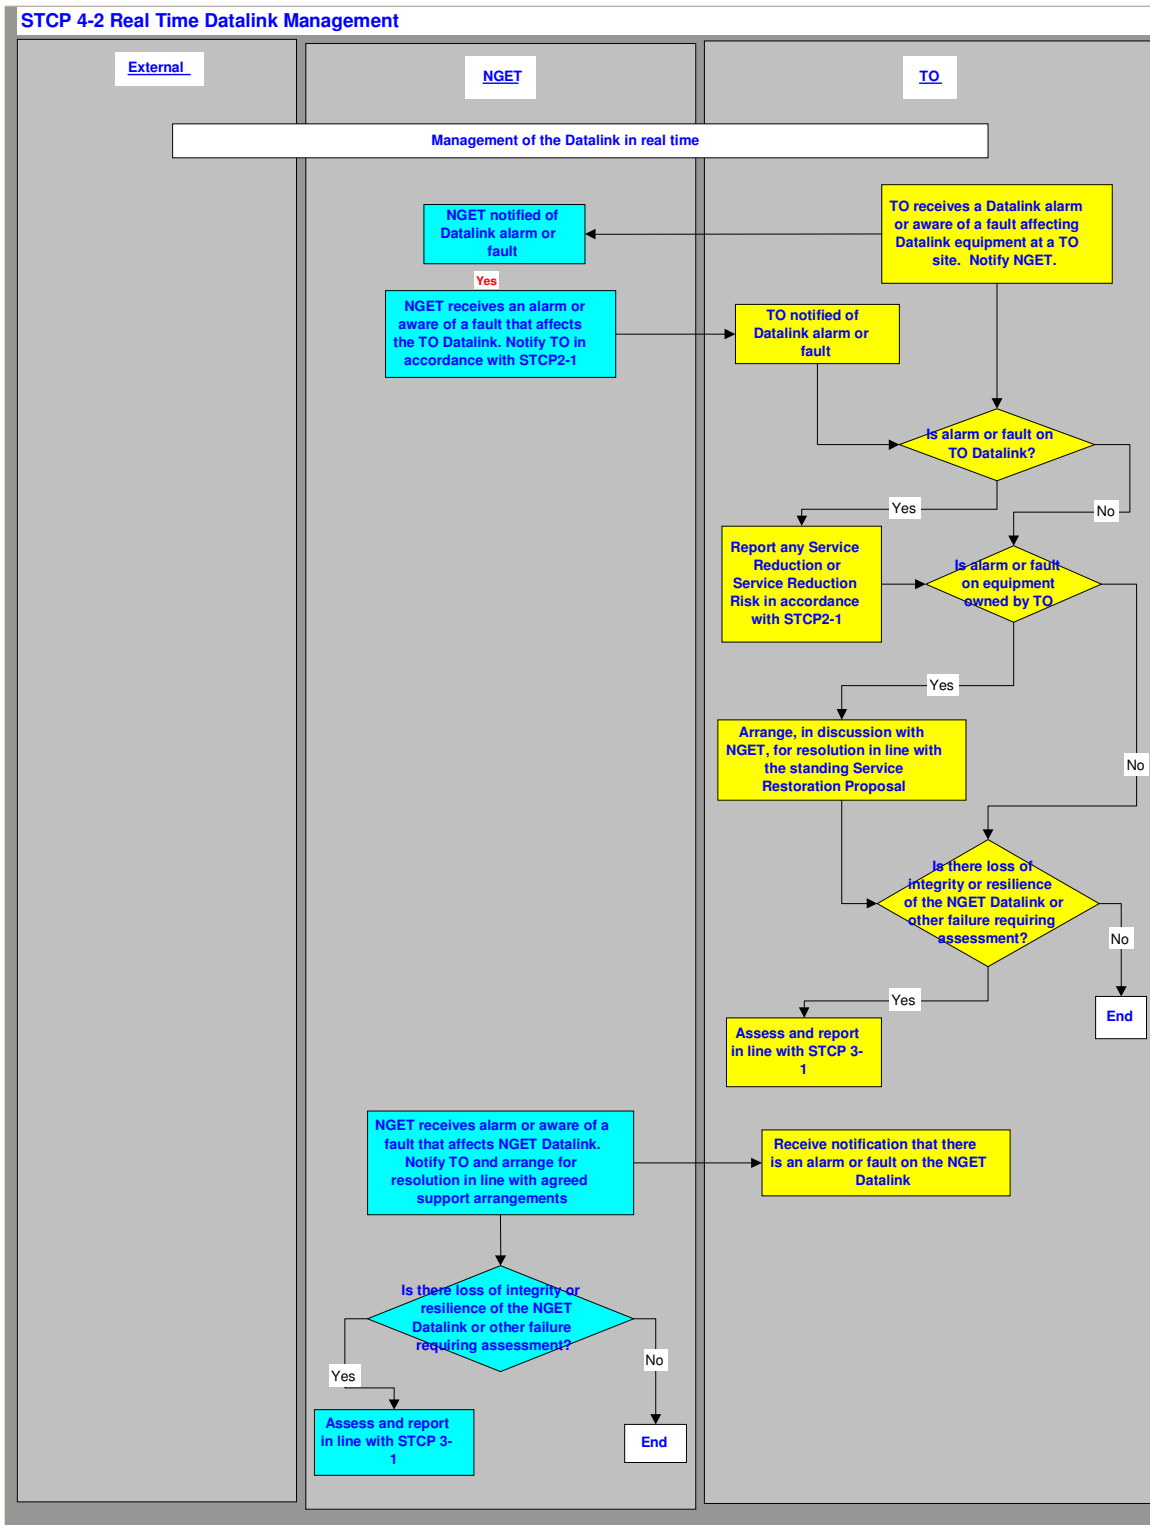 STCP 4-2 Real Time Datalink Management
External
NGET
TO
Management of the Datalink in real time
NGET notified of
Datalink alarm or
fault
TO receives a Datalink alarm
or aware of a fault affecting
Datalink equipment at a TO
site. Notify NGET.
Yes
NGET receives an alarm or
aware of a fault that affects
the TO Datalink. Notify TO in
accordance with STCP2-1
TO notified of
Datalink alarm or
fault
Is alarm or fault on
TO Datalink?
Yes
No
Report any Service
Reduction or
Service Reduction
Risk in accordance
with STCP2-1
Is alarm or fault
on equipment
owned by TO
Yes
No
Arrange, in discussion with
NGET, for resolution in line with
the standing Service
Restoration Proposal
Is there loss of
integrity or resilience
of the NGET Datalink or
other failure requiring
assessment?
No
Yes
End
Assess and report
in line with STCP 3-
1
NGET receives alarm or aware of a
fault that affects NGET Datalink.
Notify TO and arrange for
resolution in line with agreed
support arrangements
Receive notification that there
is an alarm or fault on the NGET
Datalink
Is there loss of integrity or
resilience of the NGET
Datalink or other failure
requiring assessment?
Yes
No
Assess and report
in line with STCP 3-
1
End